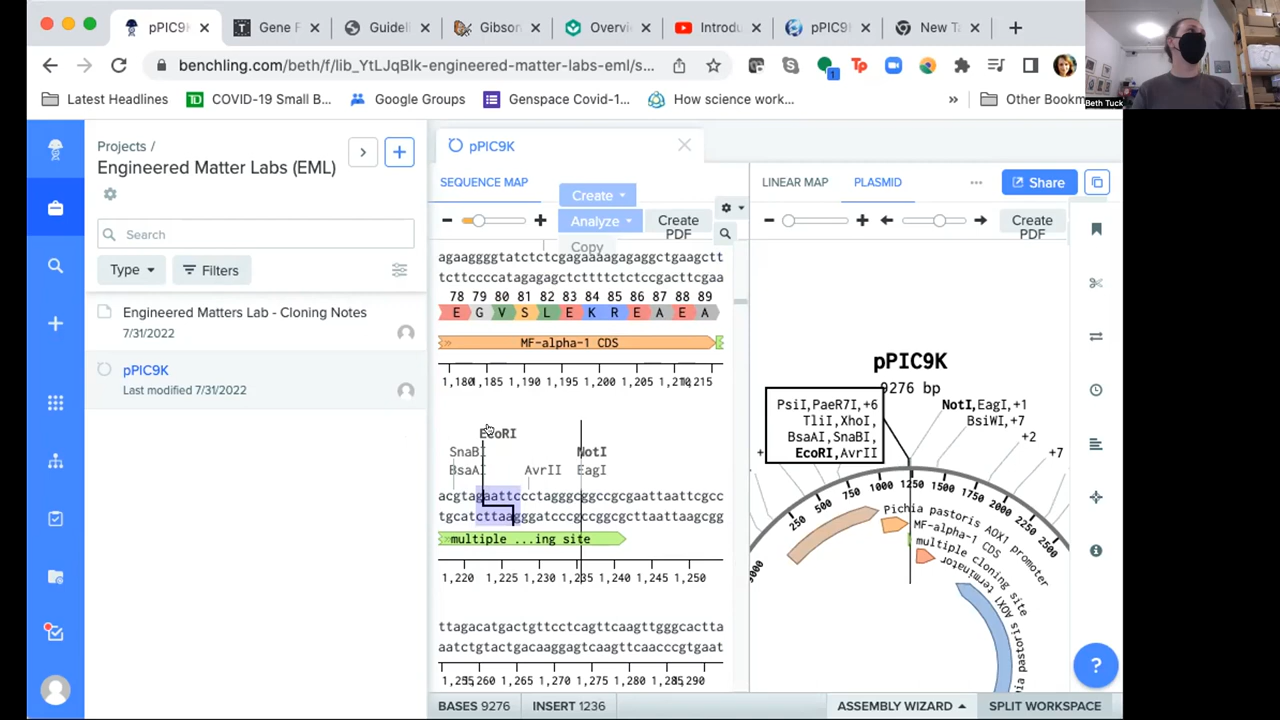 pPIC9K
Gene F
Guidel
Gibson
Overvi
Introdu
pPIC9K
New Ta
benchling.com/beth/f/lib_YtLJqBlk-engineered-matter-labs-eml/s...
1
Latest Headlines
COVID-19 Small B...
Google Groups
Genspace Covid-1...
How science work...
»
Other Bookm
Beth Tuck
Projects /
Engineered Matter Labs (EML)
Search
Type
Filters
Engineered Matters Lab - Cloning Notes
7/31/2022
pPIC9K
Last modified 7/31/2022
pPIC9K
SEQUENCE MAP
Create
Analyze
Copy
Create PDF
agaaggggtatctctcgagaaaagagaggctgaagctt
tcttccccatagagagctcttttctctccgacttcgaa
78 79 80 81 82 83 84 85 86 87 88 89
E G V S L E K R E A E A
MF-alpha-1 CDS
1,180 1,185 1,190 1,195 1,200 1,205 1,210 1,215
EcoRI
SnaBI NotI
BsaAI AvrII EagI
acgtagaattccctagggcggccgcgaattaattcgcc
tgcatcttaagggatcccgccggcgcttaattaagcgg
multiple ...ing site
1,220 1,225 1,230 1,235 1,240 1,245 1,250
ttagacatgactgttcctcagttcaagttgggcactta
aatctgtactgacaaggagtcaagttcaacccgtgaat
1,255 1,260 1,265 1,270 1,275 1,280 1,285 1,290
BASES 9276
INSERT 1236
LINEAR MAP
PLASMID
...
Share
Create PDF
pPIC9K
9276 bp
PsiI,PaeR7I,+6
TliI,XhoI,
BsaAI,SnaBI,
EcoRI,AvrII
NotI,EagI,+1
BsiWI,+7
+2
+7
250 500 750 1000 1250 1500 1750 2000 2250 2500
Pichia pastoris AOX1 promoter
MF-alpha-1 CDS
multiple cloning site
ASSEMBLY WIZARD
SPLIT WORKSPACE
?